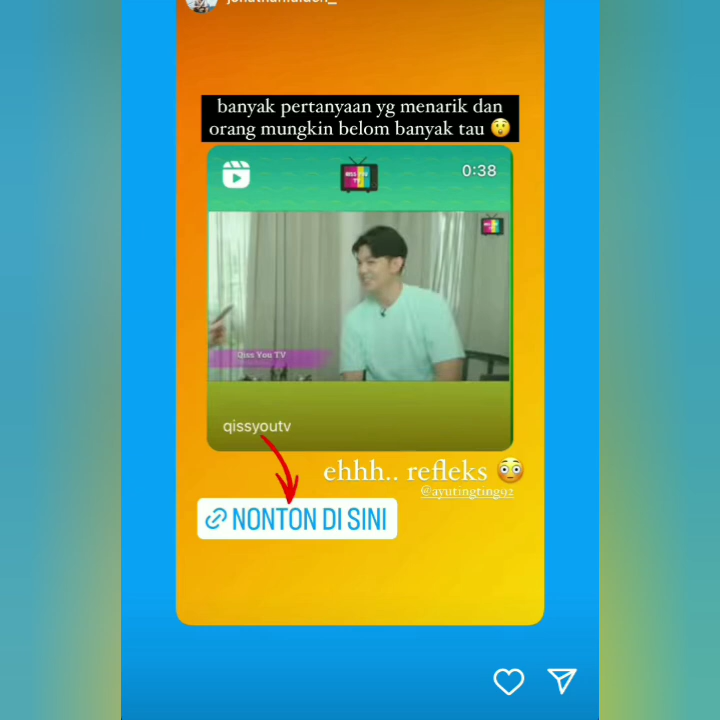 banyak pertanyaan yg menarik dan
orang mungkin belom banyak tau
0:38
Qiss You TV
qissyoutv
ehhh.. refleks
@ayutingting92
NONTON DI SINI